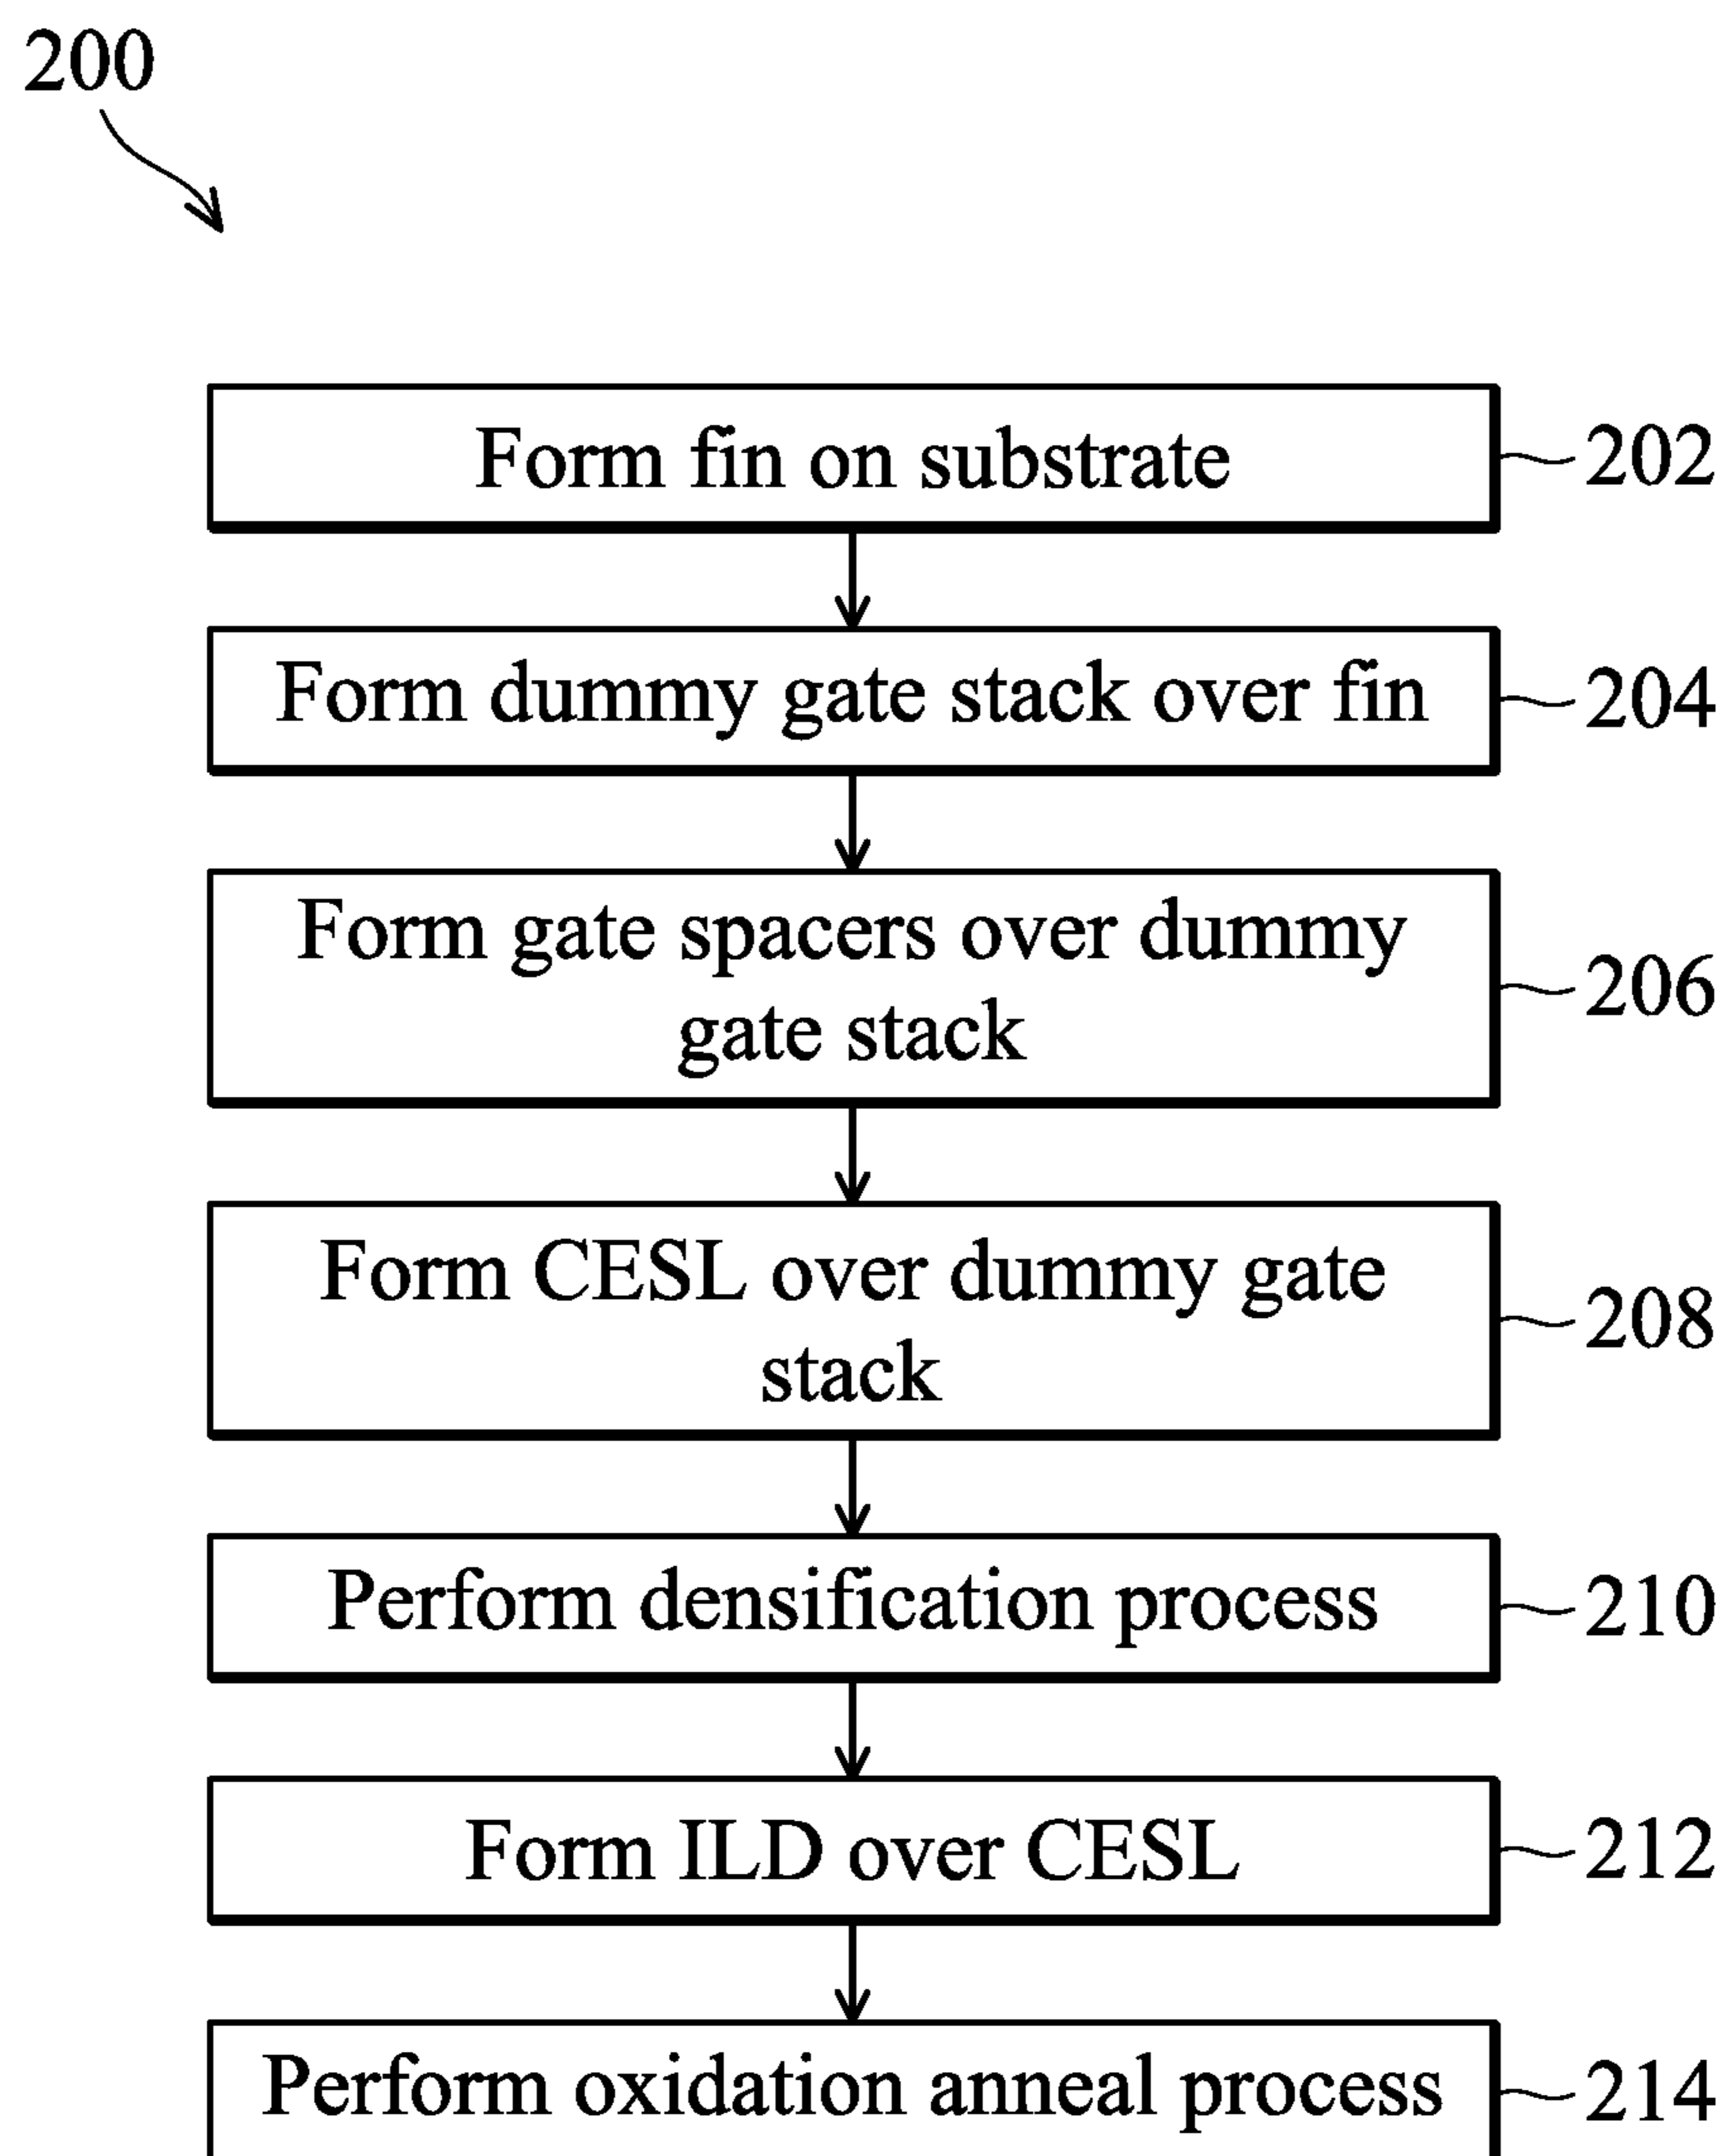 200
Form fin on substrate
202
Form dummy gate stack over fin
204
Form gate spacers over dummy
gate stack
206
Form CESL over dummy gate
stack
208
Perform densification process
210
Form ILD over CESL
212
Perform oxidation anneal process
214